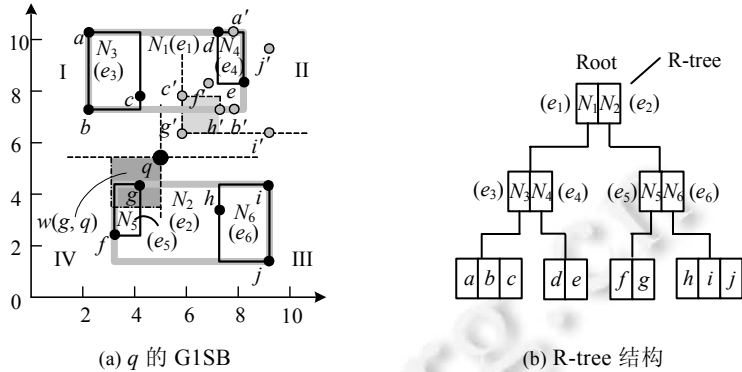 10
8
6
4
2
0
2
4
6
8
10
I
II
III
IV
a
b
c
N3
(e3)
N1(e1)
d
N4
(e4)
e
a′
j′
c′
f′
h′
b′
g′
i′
q
w(g, q)
g
N5
(e5)
f
N2
(e2)
h
N6
(e6)
i
j
(a) q 的 G1SB
Root
R-tree
(e1) N1 N2 (e2)
(e3) N3 N4 (e4)
(e5) N5 N6 (e6)
a b c
d e
f g
h i j
(b) R-tree 结构